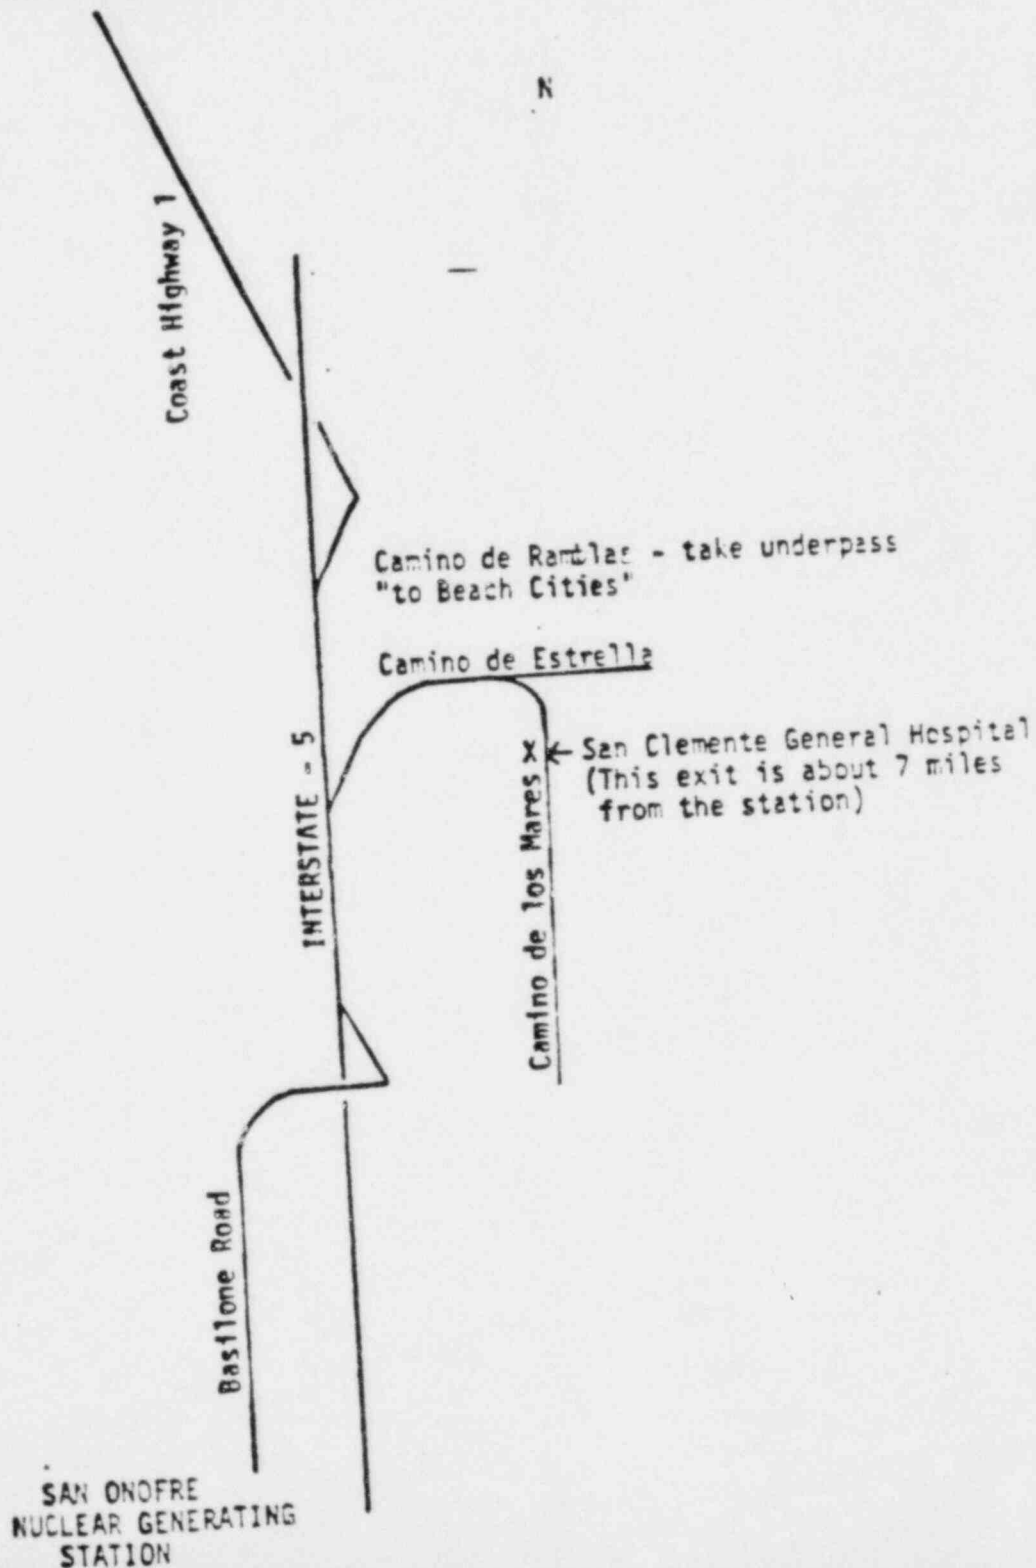 N
Coast Highway 1
Camino de Ramblas - take underpass
"to Beach Cities"
Camino de Estrella
INTERSTATE - 5
X ← San Clemente General Hospital
(This exit is about 7 miles
from the station)
Camino de los Mares
Basilone Road
SAN ONOFRE
NUCLEAR GENERATING
STATION